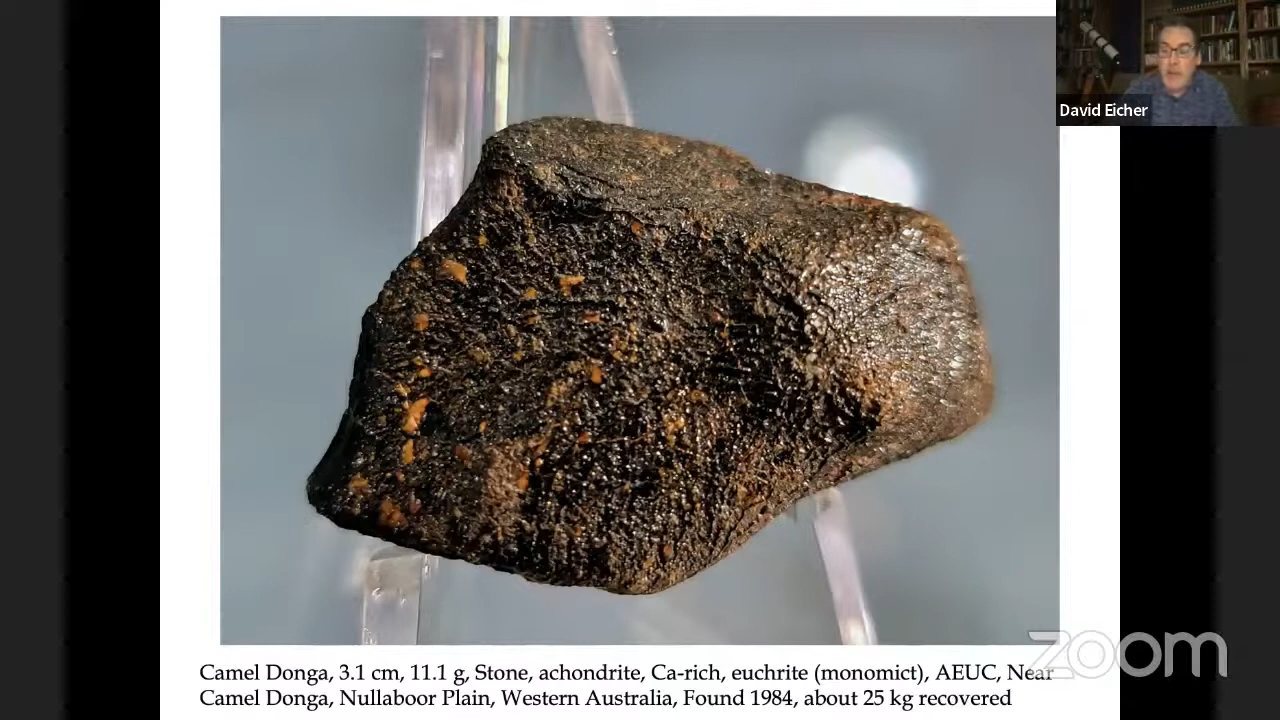 David Eicher
Camel Donga, 3.1 cm, 11.1 g, Stone, achondrite, Ca-rich, euchrite (monomict), AEUC, Near
Camel Donga, Nullaboor Plain, Western Australia, Found 1984, about 25 kg recovered
zoom